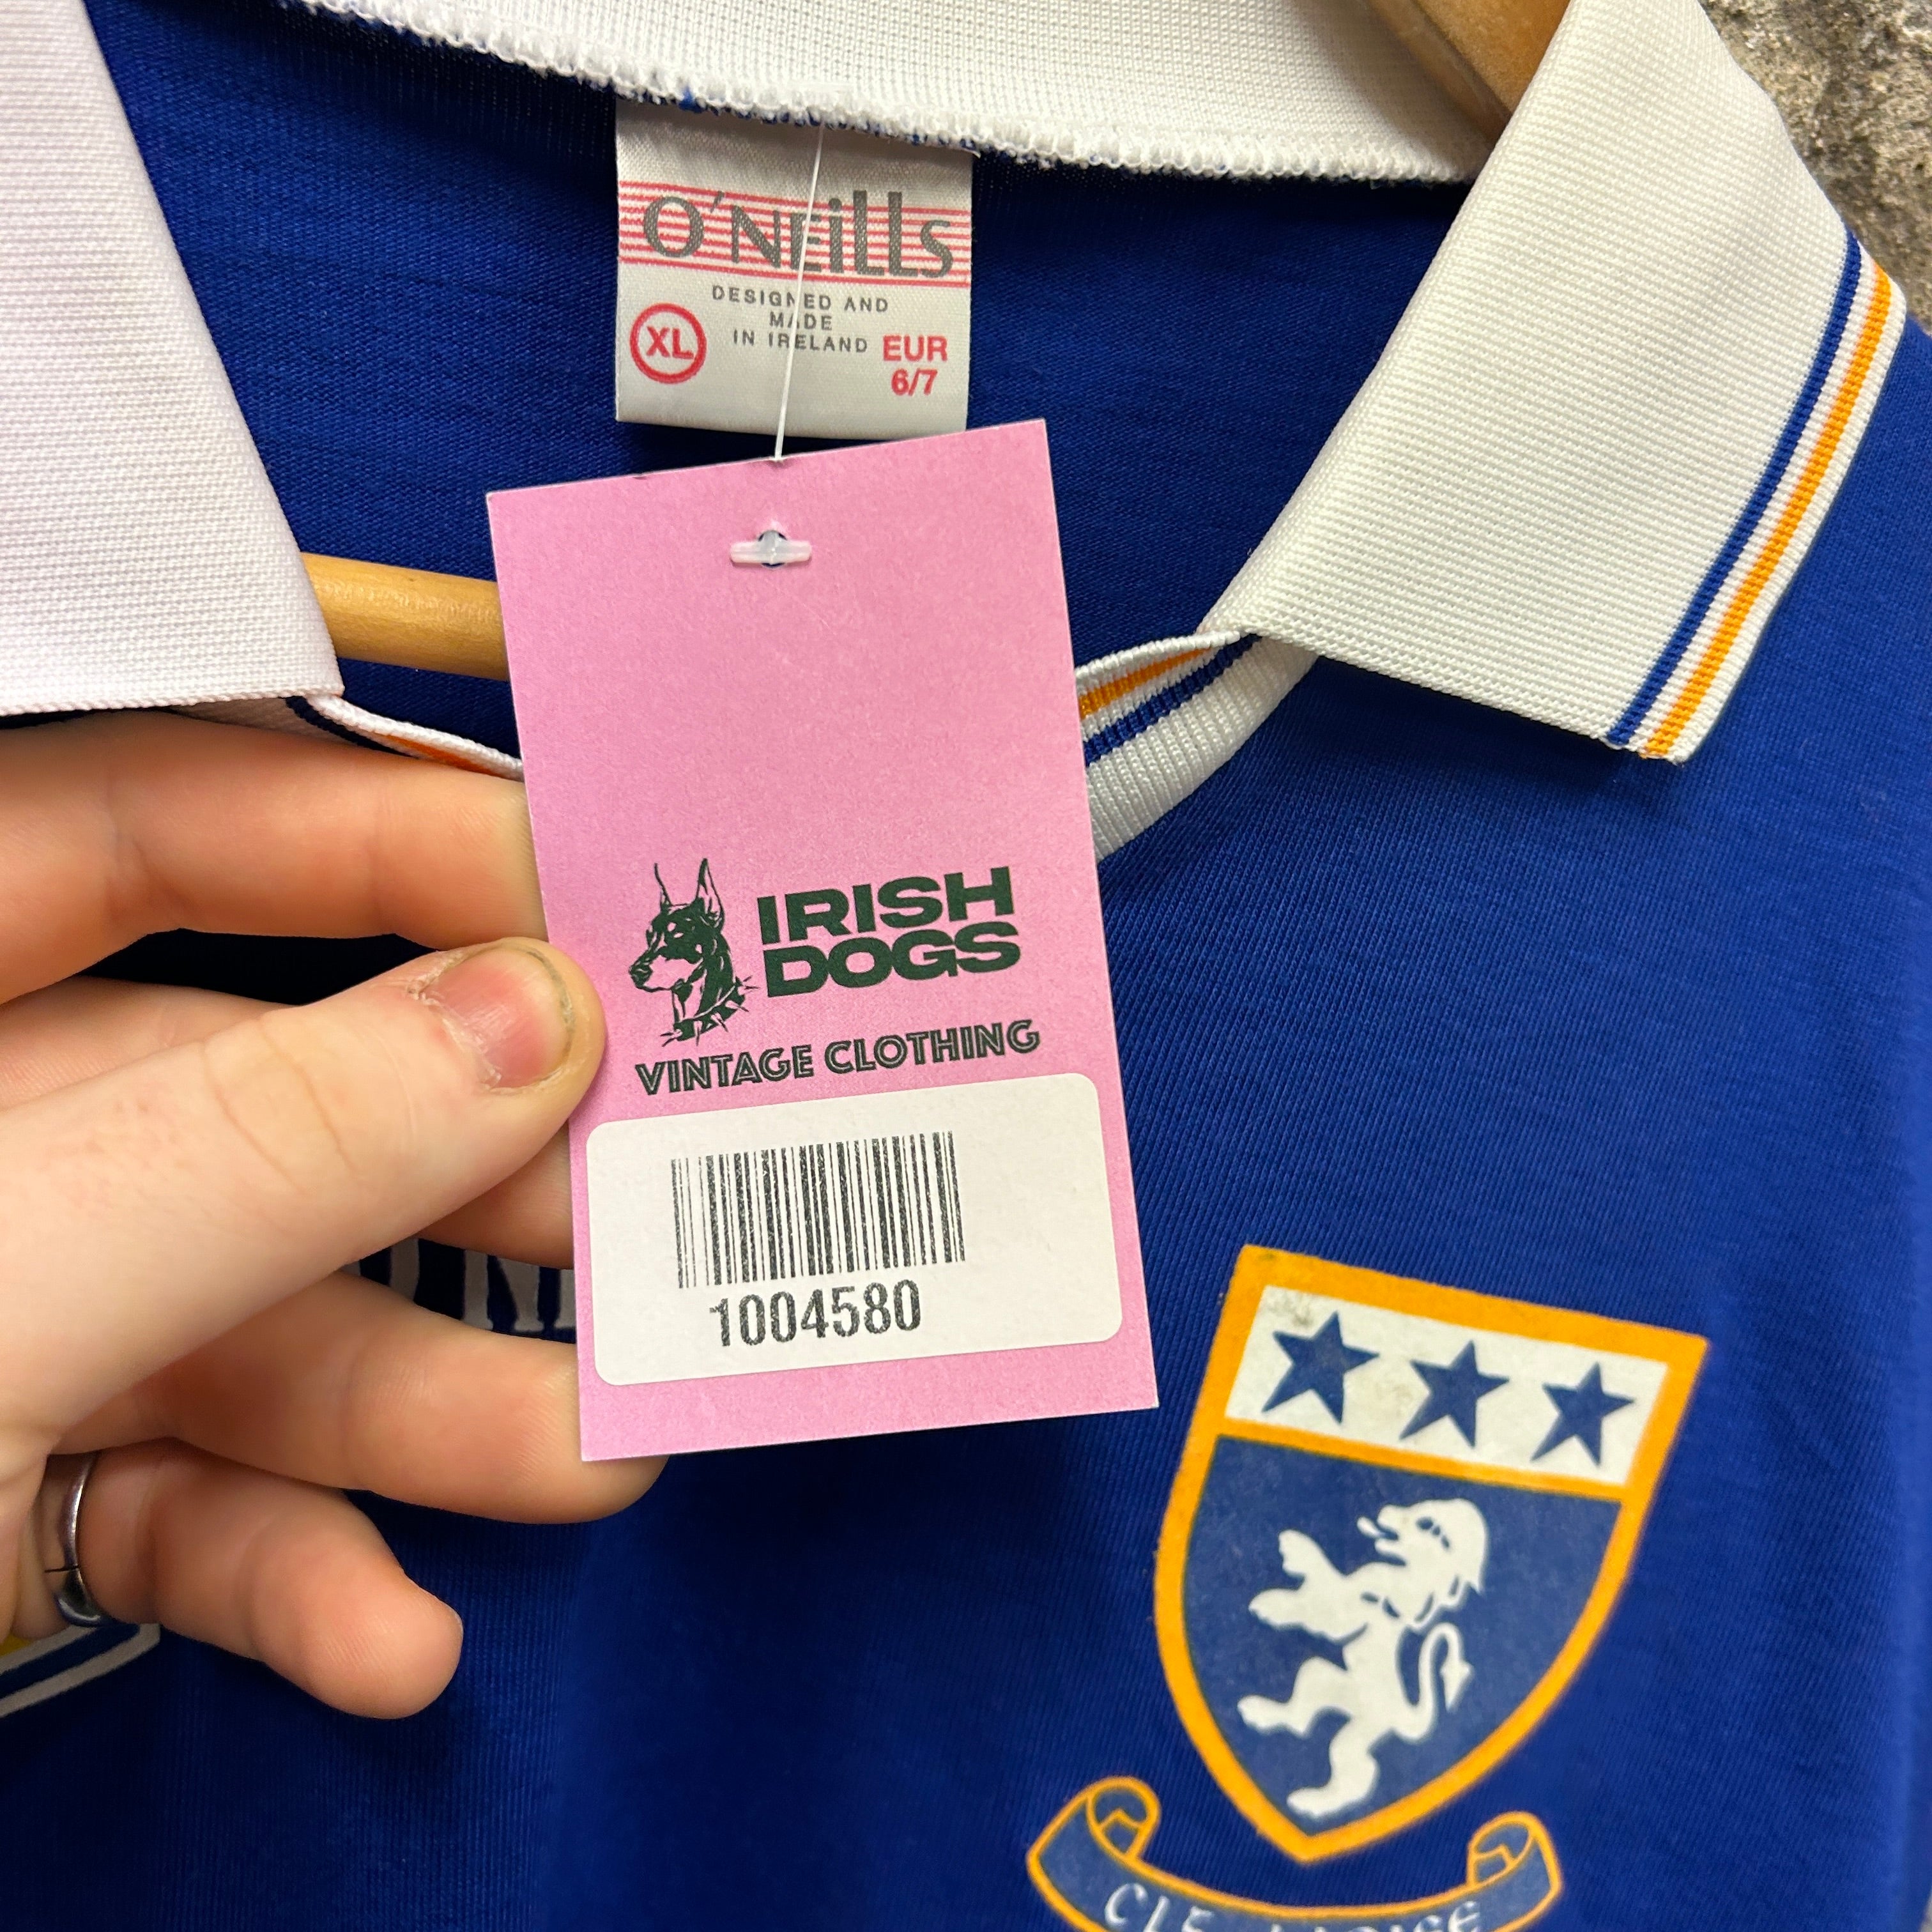 O'NEILLS
DESIGNED AND
MADE
IN IRELAND
XL
EUR
6/7
IRISH
DOGS
VINTAGE CLOTHING
1004580